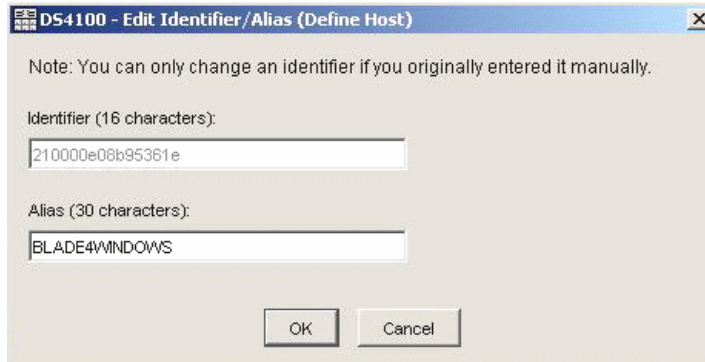 DS4100 - Edit Identifier/Alias (Define Host)
Note: You can only change an identifier if you originally entered it manually.
Identifier (16 characters):
210000e08b95361e
Alias (30 characters):
BLADE4WINDOWS
OK
Cancel